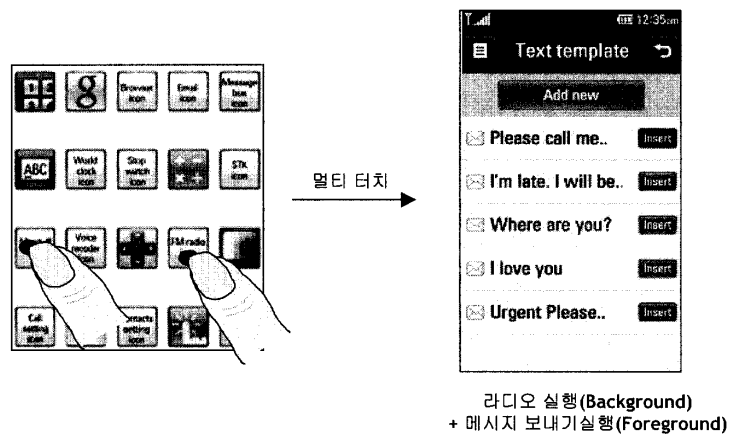 Browser
icon
Email
icon
Message
box
icon
ABC
World
clock
icon
Stop
watch
icon
STK
icon
Voice
recoder
icon
FM radio
Call
setting
icon
setting
icon
멀티 터치
12:35am
Text template
Add new
Please call me.. Insert
I'm late. I will be.. Insert
Where are you? Insert
I love you Insert
Urgent Please.. Insert
라디오 실행(Background)
+ 메시지 보내기실행(Foreground)